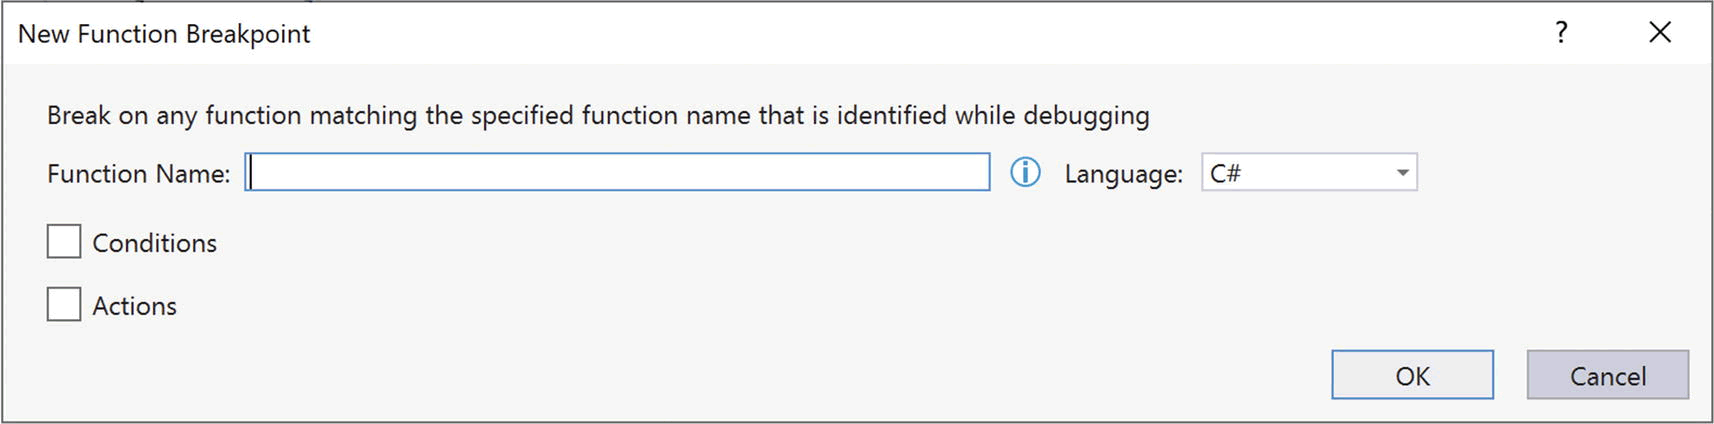 New Function Breakpoint ?
Break on any function matching the specified function name that is identified while debugging
Function Name: Language: C#
Conditions
Actions
OK Cancel